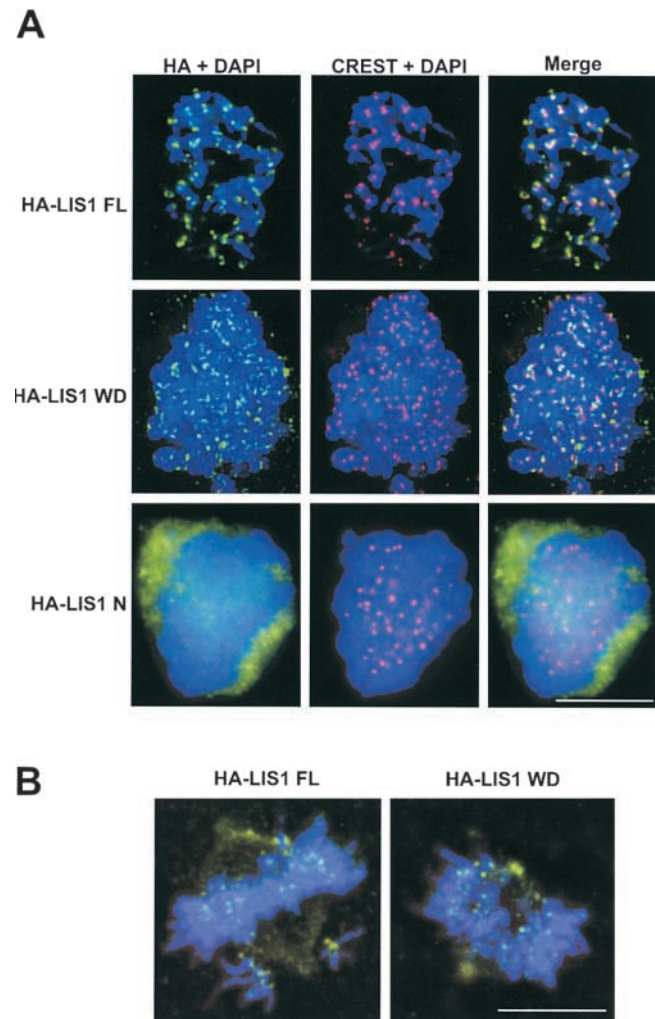 A
HA + DAPI CREST + DAPI Merge
HA-LIS1 FL
HA-LIS1 WD
HA-LIS1 N
B
HA-LIS1 FL HA-LIS1 WD